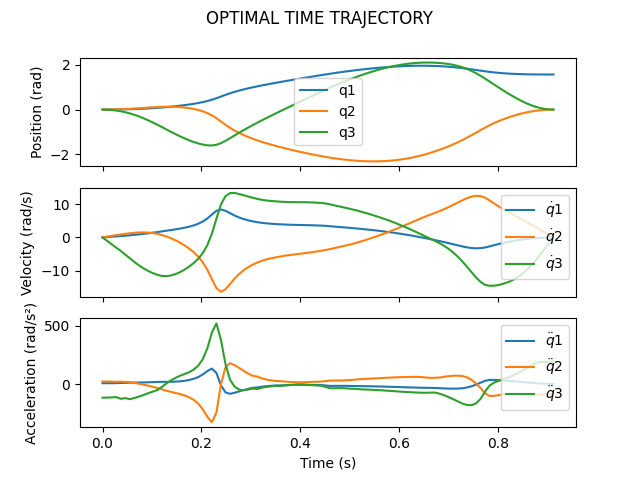 OPTIMAL TIME TRAJECTORY
Position (rad)
2
0
−2
q1
q2
q3
Velocity (rad/s)
10
0
−10
q̇1
q̇2
q̇3
Acceleration (rad/s²)
500
0
q̈1
q̈2
q̈3
0.0 0.2 0.4 0.6 0.8
Time (s)